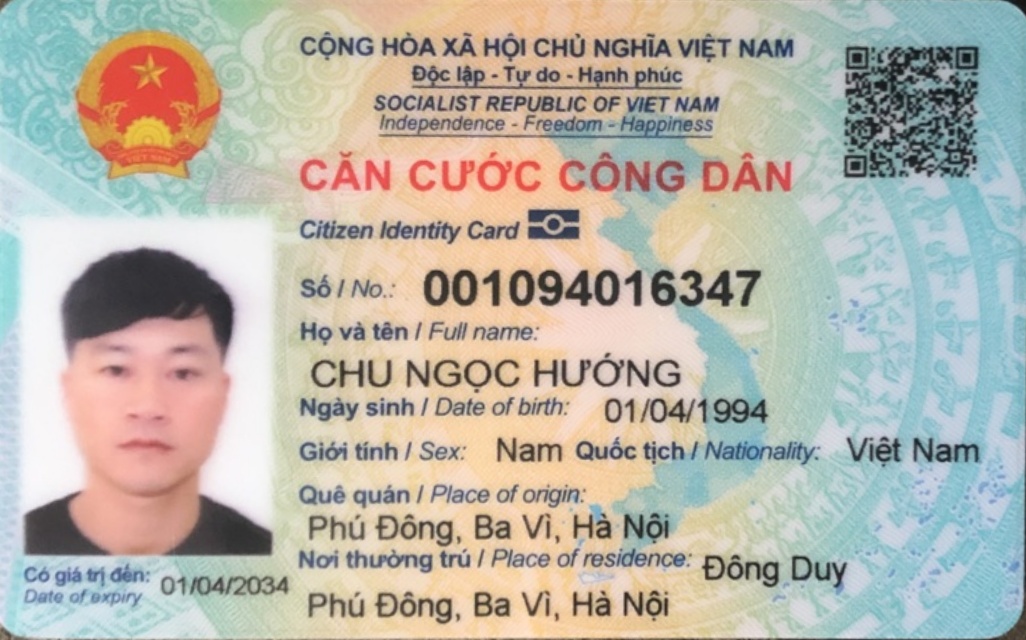 CỘNG HÒA XÃ HỘI CHỦ NGHĨA VIỆT NAM
Độc lập - Tự do - Hạnh phúc
SOCIALIST REPUBLIC OF VIET NAM
Independence - Freedom - Happiness
CĂN CƯỚC CÔNG DÂN
Citizen Identity Card
Số / No.: 001094016347
Họ và tên / Full name:
CHU NGỌC HƯỚNG
Ngày sinh / Date of birth: 01/04/1994
Giới tính / Sex: Nam Quốc tịch / Nationality: Việt Nam
Quê quán / Place of origin:
Phú Đông, Ba Vì, Hà Nội
Nơi thường trú / Place of residence: Đông Duy
Phú Đông, Ba Vì, Hà Nội
Có giá trị đến: 01/04/2034
Date of expiry
VIỆT NAM